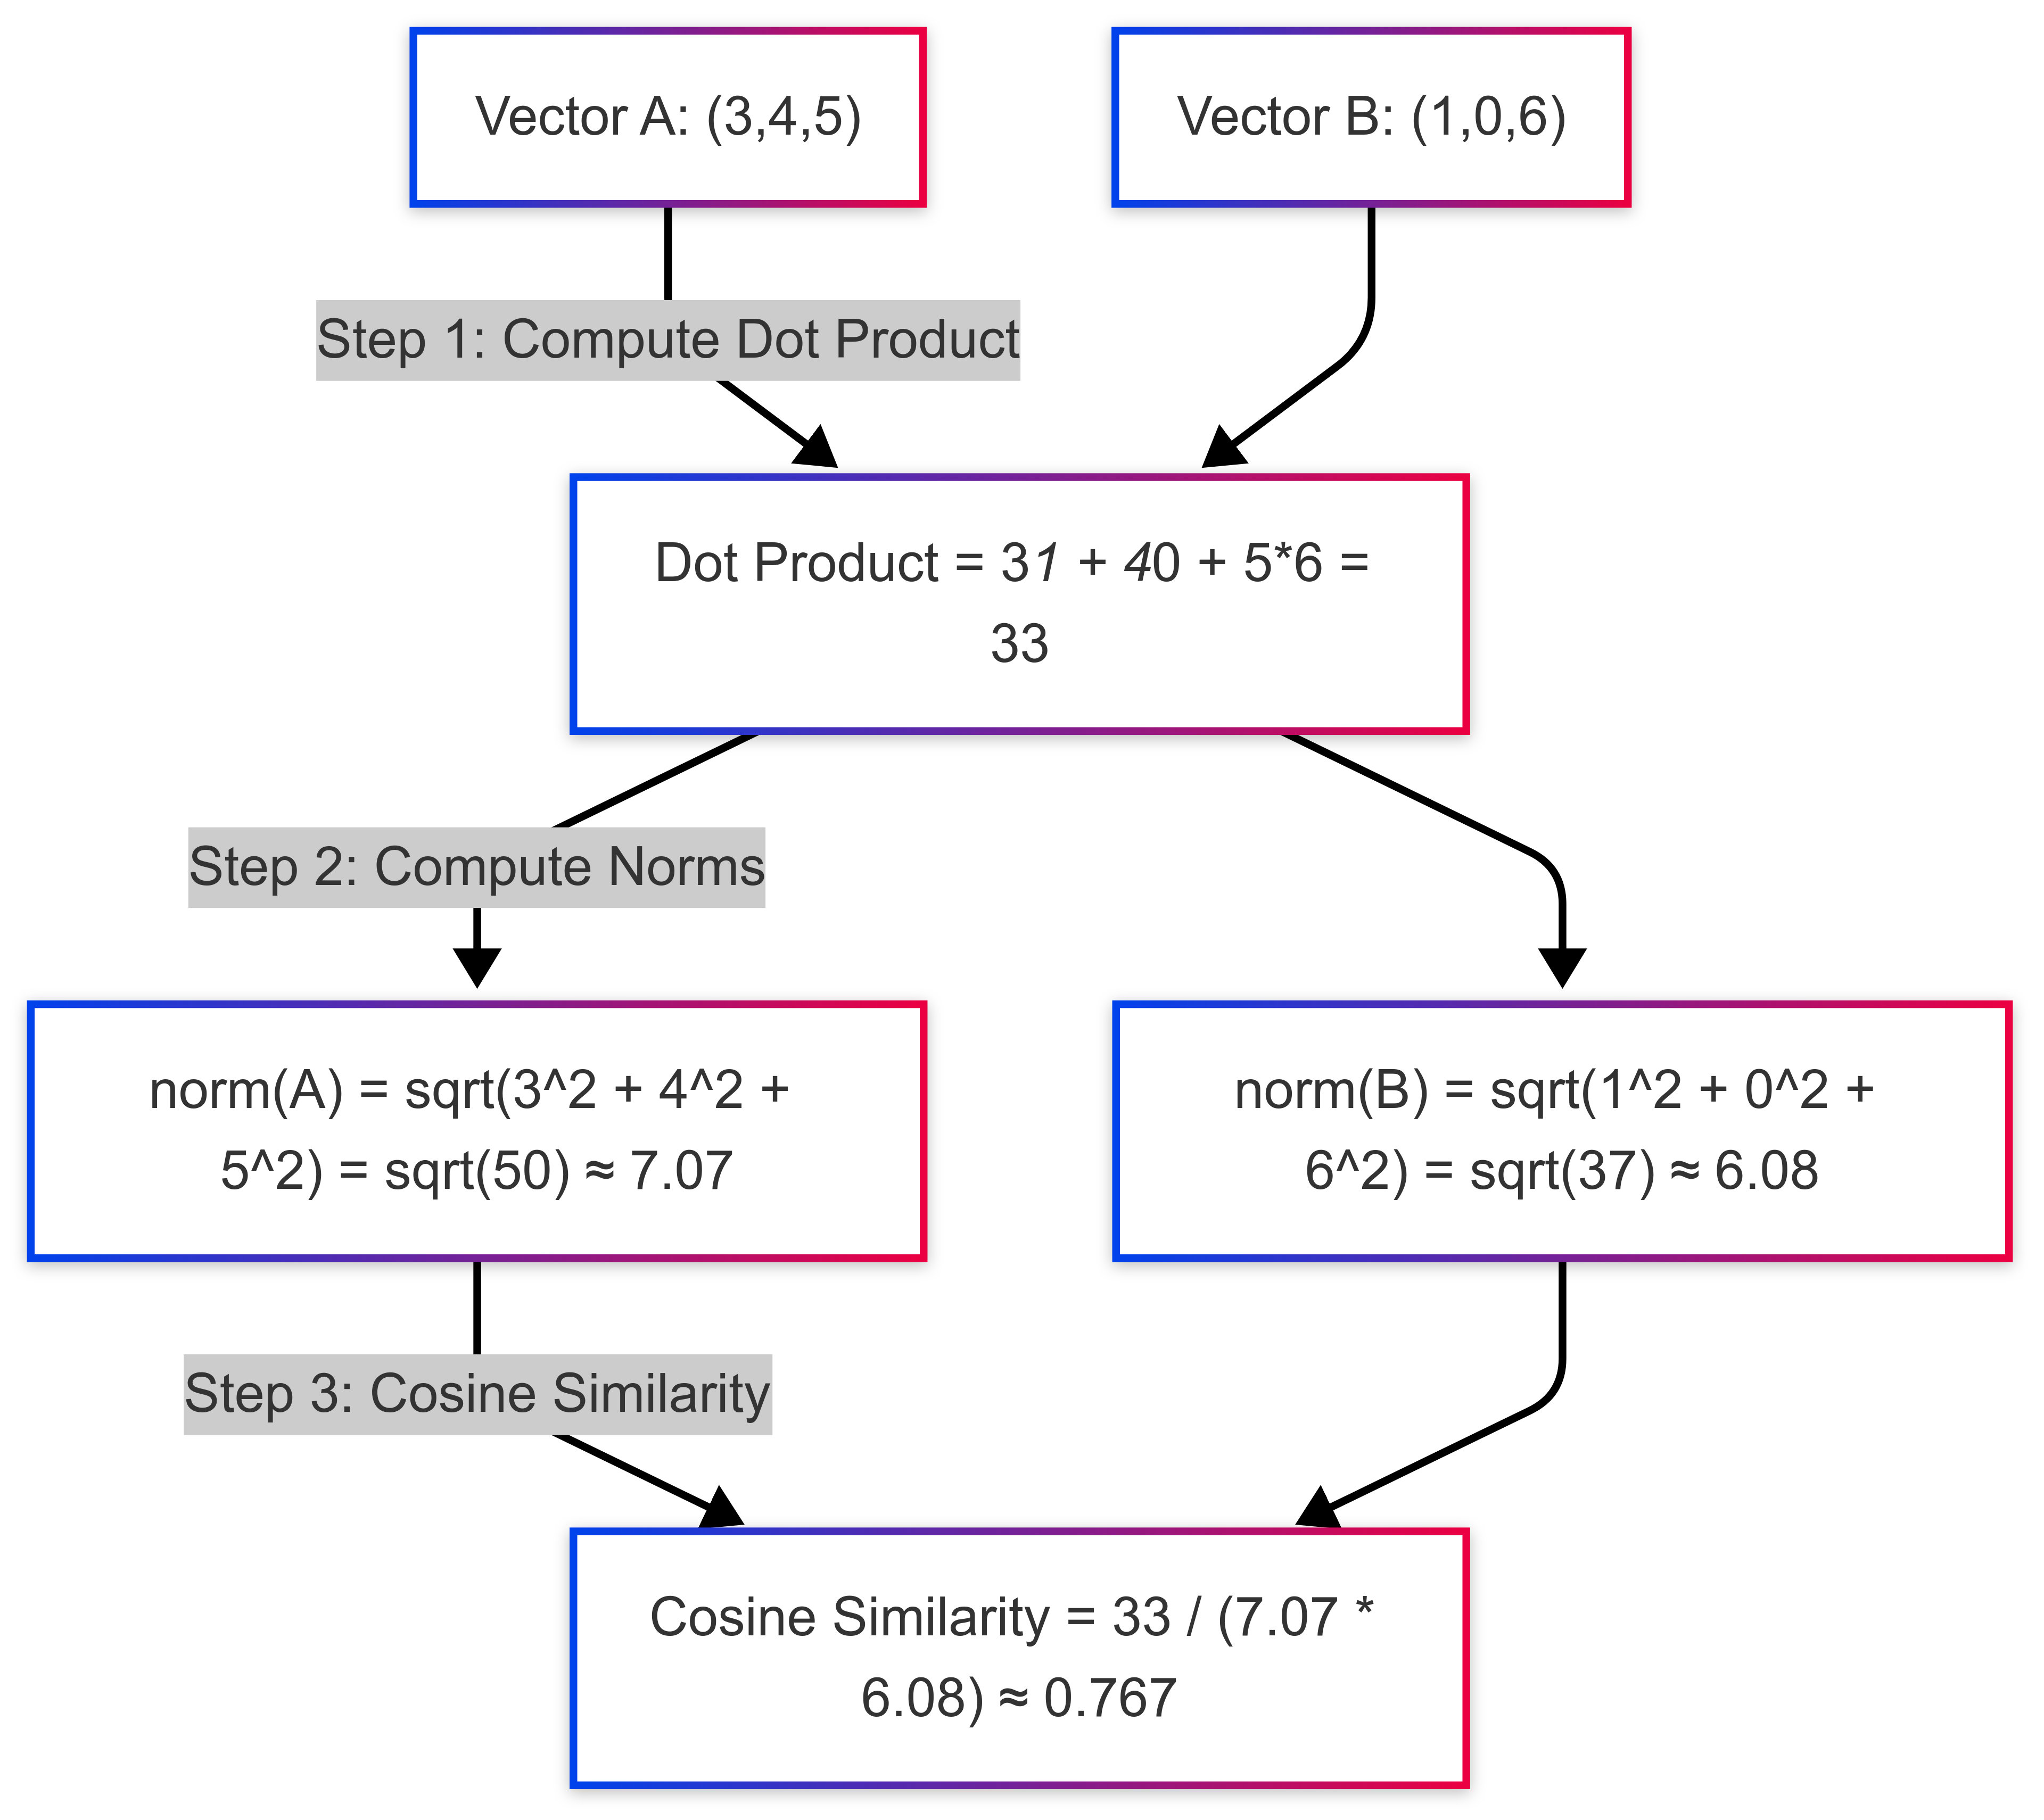 Vector A: (3,4,5)
Vector B: (1,0,6)
Step 1: Compute Dot Product
Dot Product = 31 + 40 + 5*6 =
33
Step 2: Compute Norms
norm(A) = sqrt(3^2 + 4^2 +
5^2) = sqrt(50) ≈ 7.07
norm(B) = sqrt(1^2 + 0^2 +
6^2) = sqrt(37) ≈ 6.08
Step 3: Cosine Similarity
Cosine Similarity = 33 / (7.07 *
6.08) ≈ 0.767